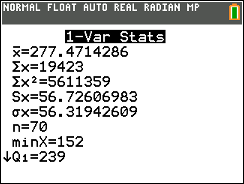 NORMAL FLOAT AUTO REAL RADIAN MP
1-Var Stats
x̄=277.4714286
Σx=19423
Σx²=5611359
Sx=56.72606983
σx=56.31942609
n=70
minX=152
↓Q₁=239